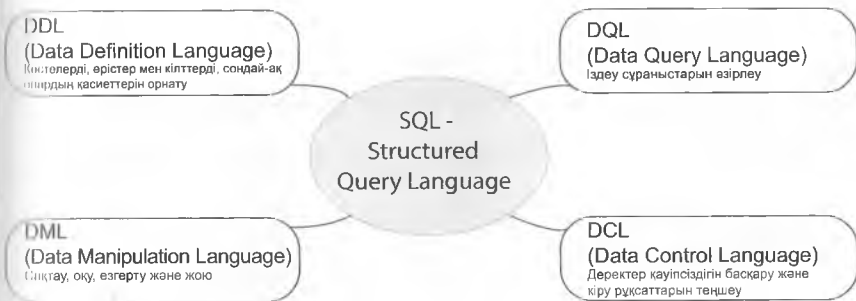 DDL
(Data Definition Language)
Кестелерді, өрістер мен кілттерді, сондай-ақ
олардың қасиеттерін орнату
DQL
(Data Query Language)
Іздеу сұраныстарын әзірлеу
SQL -
Structured
Query Language
DML
(Data Manipulation Language)
Сақтау, оқу, өзгерту және жою
DCL
(Data Control Language)
Деректер қауіпсіздігін басқару және
кіру рұқсаттарын теңшеу